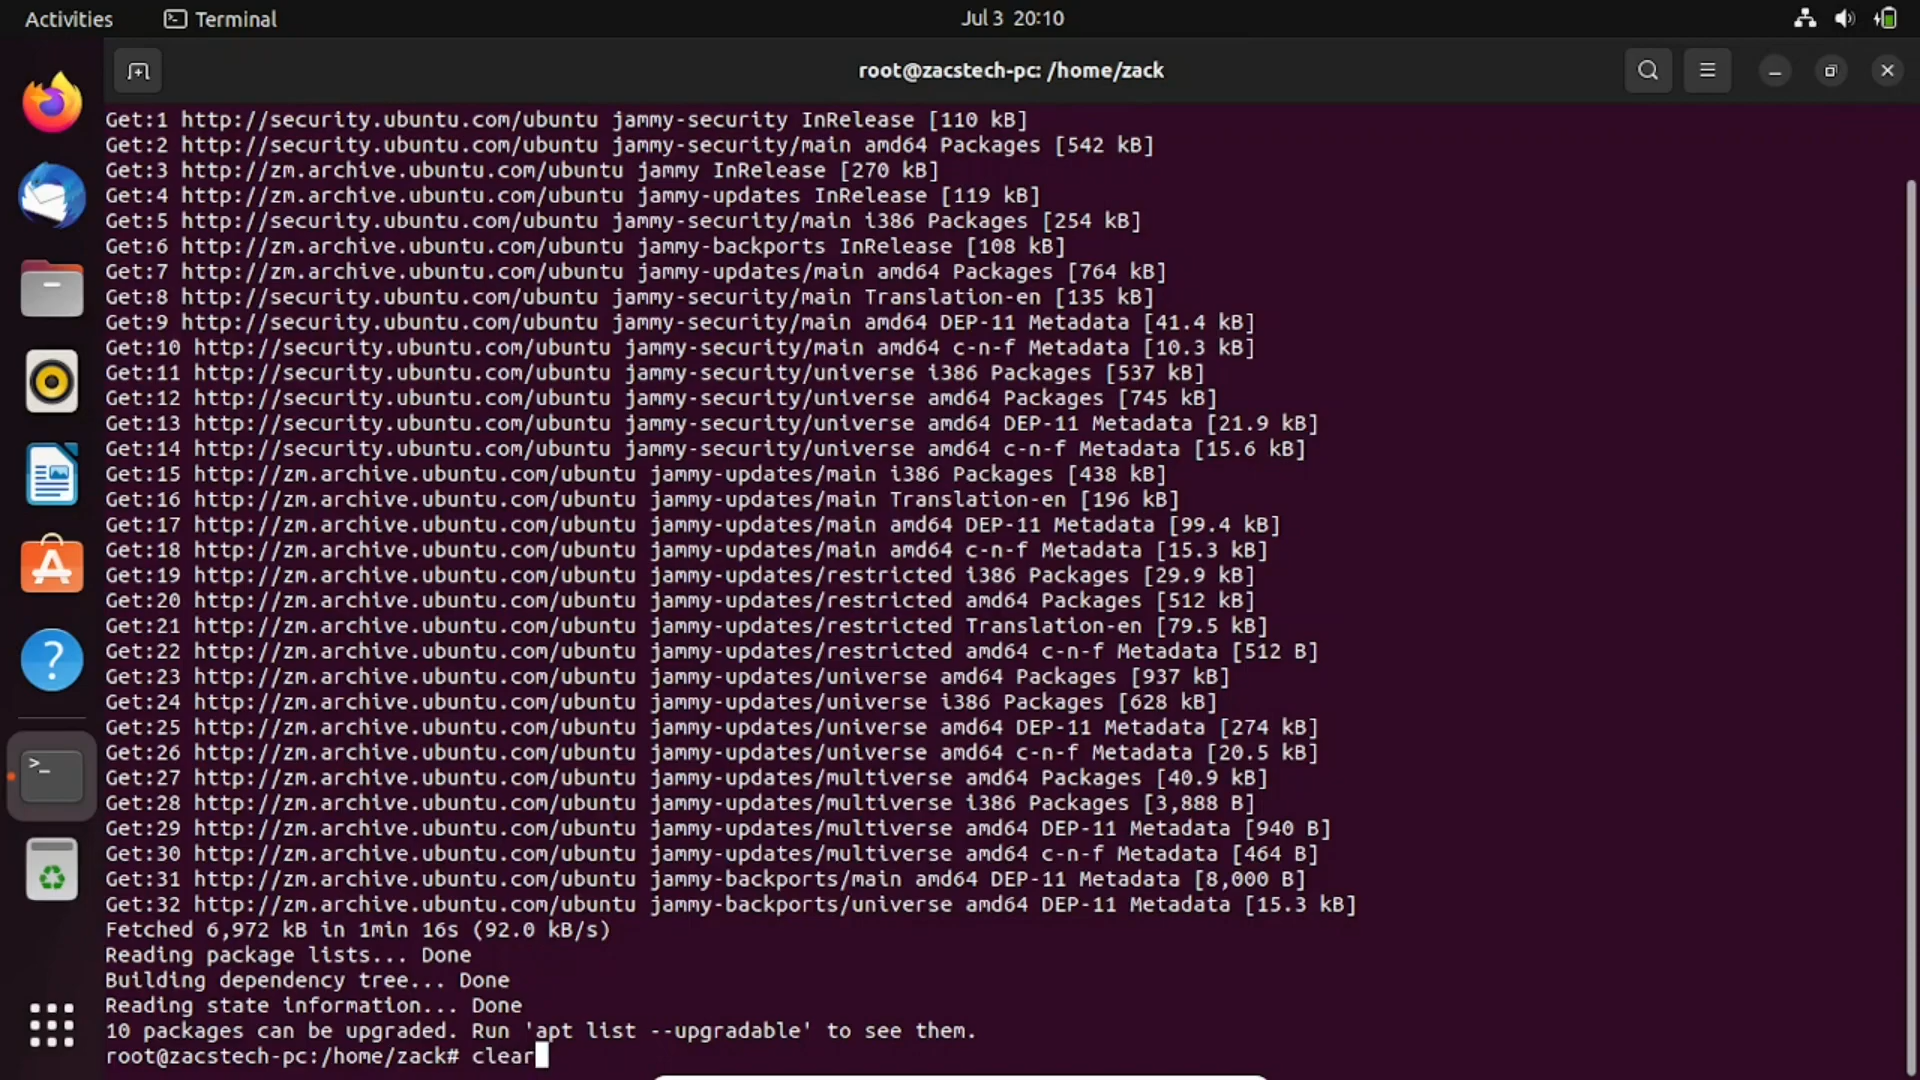 Activities
Terminal
Jul 3 20:10
root@zacstech-pc: /home/zack
Get:1 http://security.ubuntu.com/ubuntu jammy-security InRelease [110 kB]
Get:2 http://security.ubuntu.com/ubuntu jammy-security/main amd64 Packages [542 kB]
Get:3 http://zm.archive.ubuntu.com/ubuntu jammy InRelease [270 kB]
Get:4 http://zm.archive.ubuntu.com/ubuntu jammy-updates InRelease [119 kB]
Get:5 http://security.ubuntu.com/ubuntu jammy-security/main i386 Packages [254 kB]
Get:6 http://zm.archive.ubuntu.com/ubuntu jammy-backports InRelease [108 kB]
Get:7 http://zm.archive.ubuntu.com/ubuntu jammy-updates/main amd64 Packages [764 kB]
Get:8 http://security.ubuntu.com/ubuntu jammy-security/main Translation-en [135 kB]
Get:9 http://security.ubuntu.com/ubuntu jammy-security/main amd64 DEP-11 Metadata [41.4 kB]
Get:10 http://security.ubuntu.com/ubuntu jammy-security/main amd64 c-n-f Metadata [10.3 kB]
Get:11 http://security.ubuntu.com/ubuntu jammy-security/universe i386 Packages [537 kB]
Get:12 http://security.ubuntu.com/ubuntu jammy-security/universe amd64 Packages [745 kB]
Get:13 http://security.ubuntu.com/ubuntu jammy-security/universe amd64 DEP-11 Metadata [21.9 kB]
Get:14 http://security.ubuntu.com/ubuntu jammy-security/universe amd64 c-n-f Metadata [15.6 kB]
Get:15 http://zm.archive.ubuntu.com/ubuntu jammy-updates/main i386 Packages [438 kB]
Get:16 http://zm.archive.ubuntu.com/ubuntu jammy-updates/main Translation-en [196 kB]
Get:17 http://zm.archive.ubuntu.com/ubuntu jammy-updates/main amd64 DEP-11 Metadata [99.4 kB]
Get:18 http://zm.archive.ubuntu.com/ubuntu jammy-updates/main amd64 c-n-f Metadata [15.3 kB]
Get:19 http://zm.archive.ubuntu.com/ubuntu jammy-updates/restricted i386 Packages [29.9 kB]
Get:20 http://zm.archive.ubuntu.com/ubuntu jammy-updates/restricted amd64 Packages [512 kB]
Get:21 http://zm.archive.ubuntu.com/ubuntu jammy-updates/restricted Translation-en [79.5 kB]
Get:22 http://zm.archive.ubuntu.com/ubuntu jammy-updates/restricted amd64 c-n-f Metadata [512 B]
Get:23 http://zm.archive.ubuntu.com/ubuntu jammy-updates/universe amd64 Packages [937 kB]
Get:24 http://zm.archive.ubuntu.com/ubuntu jammy-updates/universe i386 Packages [628 kB]
Get:25 http://zm.archive.ubuntu.com/ubuntu jammy-updates/universe amd64 DEP-11 Metadata [274 kB]
Get:26 http://zm.archive.ubuntu.com/ubuntu jammy-updates/universe amd64 c-n-f Metadata [20.5 kB]
Get:27 http://zm.archive.ubuntu.com/ubuntu jammy-updates/multiverse amd64 Packages [40.9 kB]
Get:28 http://zm.archive.ubuntu.com/ubuntu jammy-updates/multiverse i386 Packages [3,888 B]
Get:29 http://zm.archive.ubuntu.com/ubuntu jammy-updates/multiverse amd64 DEP-11 Metadata [940 B]
Get:30 http://zm.archive.ubuntu.com/ubuntu jammy-updates/multiverse amd64 c-n-f Metadata [464 B]
Get:31 http://zm.archive.ubuntu.com/ubuntu jammy-backports/main amd64 DEP-11 Metadata [8,000 B]
Get:32 http://zm.archive.ubuntu.com/ubuntu jammy-backports/universe amd64 DEP-11 Metadata [15.3 kB]
Fetched 6,972 kB in 1min 16s (92.0 kB/s)
Reading package lists... Done
Building dependency tree... Done
Reading state information... Done
10 packages can be upgraded. Run 'apt list --upgradable' to see them.
root@zacstech-pc:/home/zack# clear